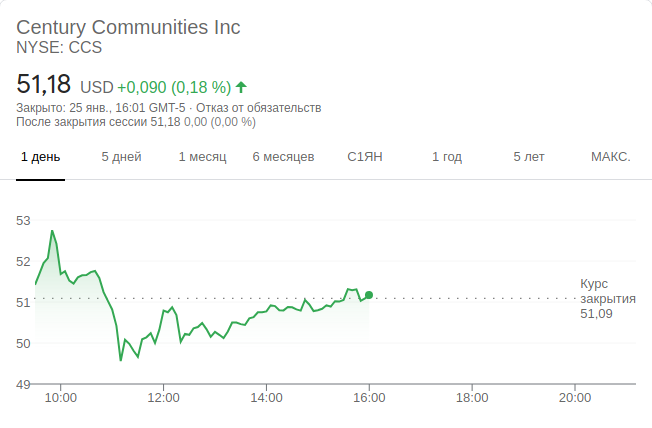 Century Communities Inc
NYSE: CCS
51,18 USD +0,090 (0,18 %)
Закрыто: 25 янв., 16:01 GMT-5 · Отказ от обязательств
После закрытия сессии 51,18 0,00 (0,00 %)
1 день 5 дней 1 месяц 6 месяцев С1ЯН 1 год 5 лет МАКС.
53
52
51
50
49
Курс
закрытия
51,09
10:00 12:00 14:00 16:00 18:00 20:00